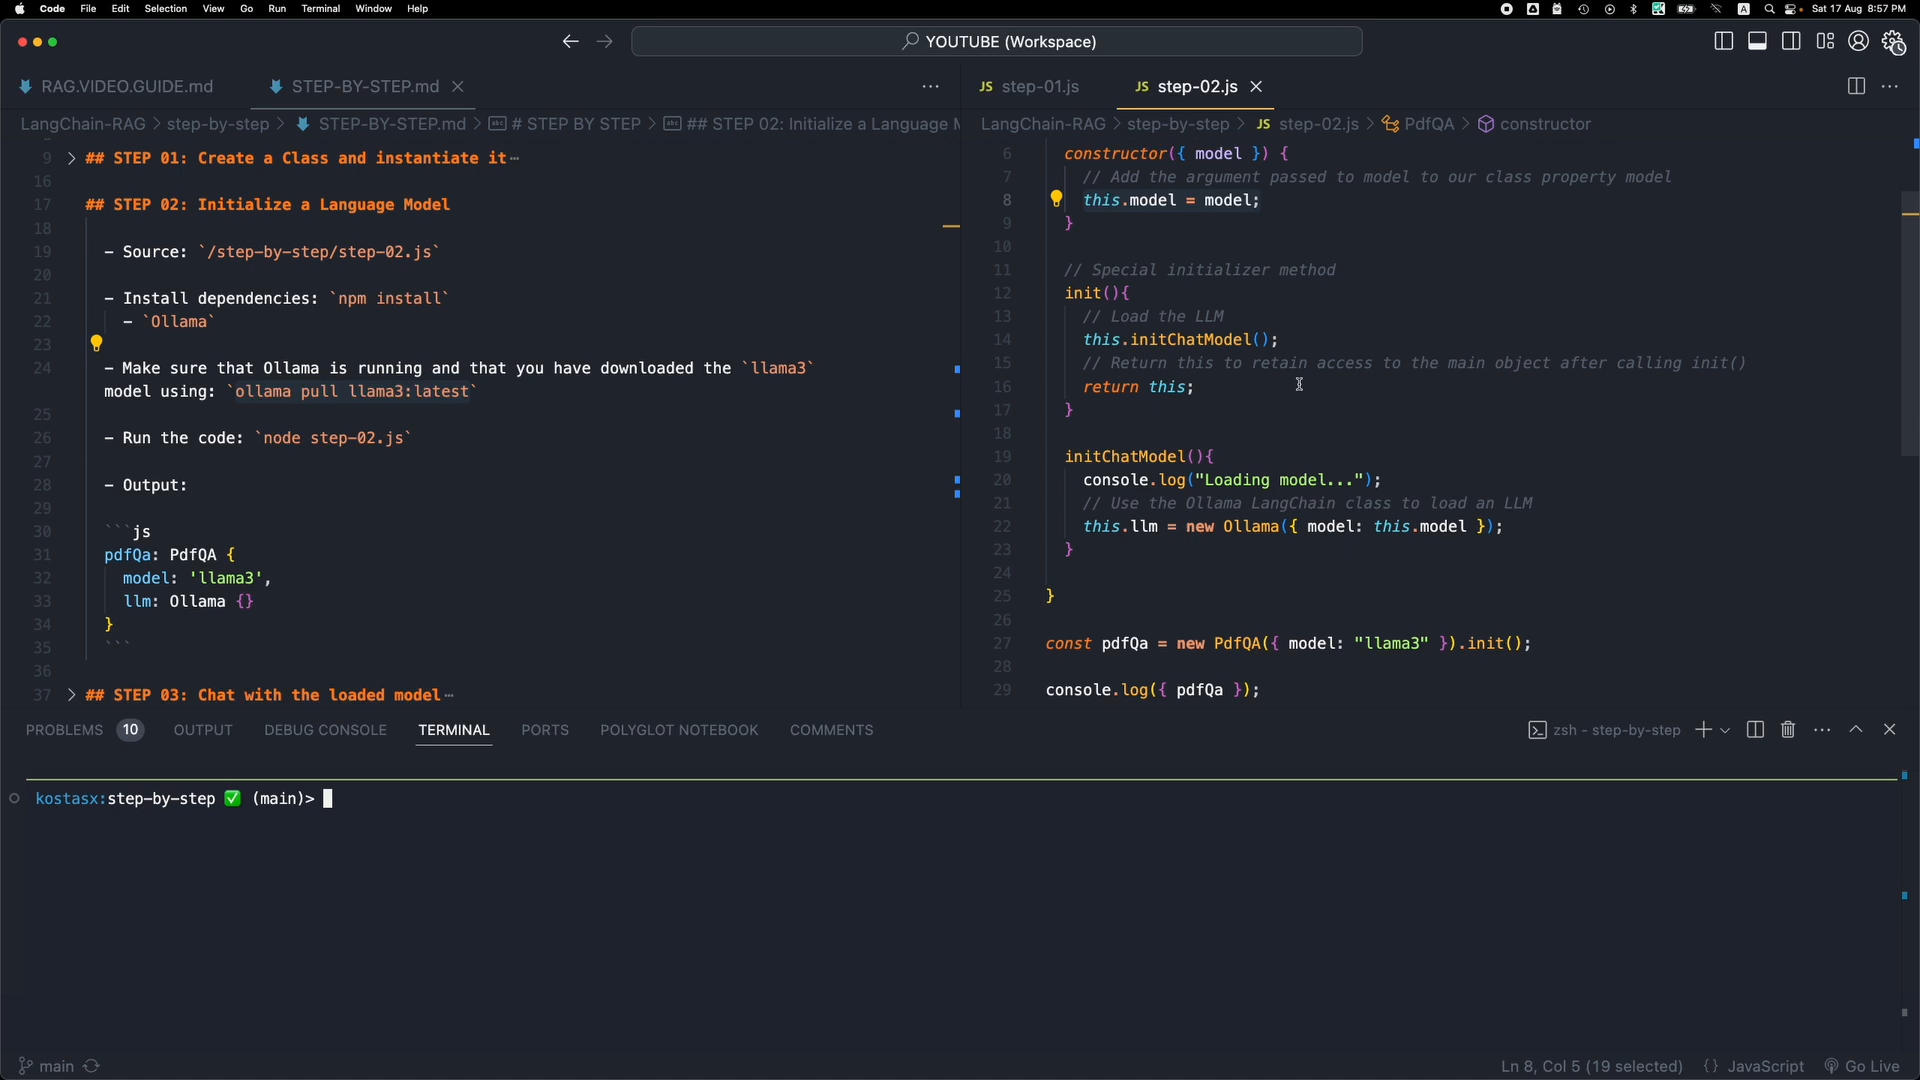 Code File Edit Selection View Go Run Terminal Window Help
A Sat 17 Aug 8:57 PM
YOUTUBE (Workspace)
RAG.VIDEO.GUIDE.md STEP-BY-STEP.md
LangChain-RAG > step-by-step > STEP-BY-STEP.md > # STEP BY STEP > ## STEP 02: Initialize a Language M
9 > ## STEP 01: Create a Class and instantiate it…
16
17 ## STEP 02: Initialize a Language Model
18
19 - Source: `/step-by-step/step-02.js`
20
21 - Install dependencies: `npm install`
22 - `Ollama`
23
24 - Make sure that Ollama is running and that you have downloaded the `llama3`
model using: `ollama pull llama3:latest`
25
26 - Run the code: `node step-02.js`
27
28 - Output:
29
30 ```js
31 pdfQa: PdfQA {
32 model: 'llama3',
33 llm: Ollama {}
34 }
35 ```
36
37 > ## STEP 03: Chat with the loaded model…
JS step-01.js JS step-02.js
LangChain-RAG > step-by-step > JS step-02.js > PdfQA > constructor
6 constructor({ model }) {
7 // Add the argument passed to model to our class property model
8 this.model = model;
9 }
10
11 // Special initializer method
12 init(){
13 // Load the LLM
14 this.initChatModel();
15 // Return this to retain access to the main object after calling init()
16 return this;
17 }
18
19 initChatModel(){
20 console.log("Loading model...");
21 // Use the Ollama LangChain class to load an LLM
22 this.llm = new Ollama({ model: this.model });
23 }
24
25 }
26
27 const pdfQa = new PdfQA({ model: "llama3" }).init();
28
29 console.log({ pdfQa });
PROBLEMS 10 OUTPUT DEBUG CONSOLE TERMINAL PORTS POLYGLOT NOTEBOOK COMMENTS
zsh - step-by-step
kostasx:step-by-step ✅ (main)>
main
Ln 8, Col 5 (19 selected) {} JavaScript Go Live